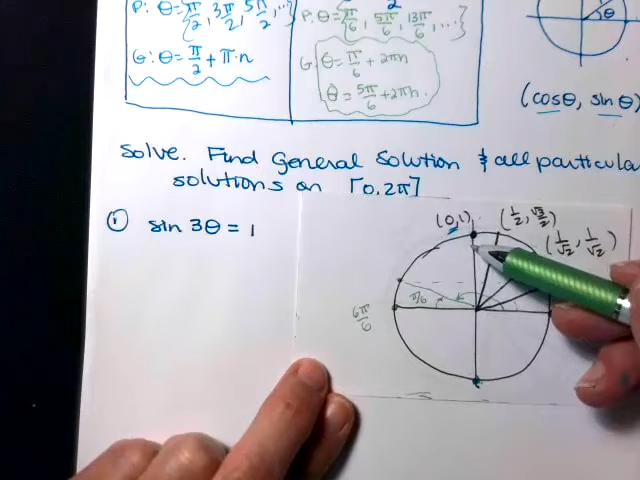 P: θ={π/2, 3π/2, 5π/2, ...}
G: θ=π/2 + π·n
2
P: θ={π/6, 5π/6, 13π/6, ...}
G: θ=π/6 + 2πn
θ=5π/6 + 2πn.
θ
(cosθ, sinθ)
Solve. Find General Solution & all particula
solutions on [0,2π]
① sin 3θ = 1
(0,1)
(1/2, √3/2)
(1/√2, 1/√2)
π/6
6π/6